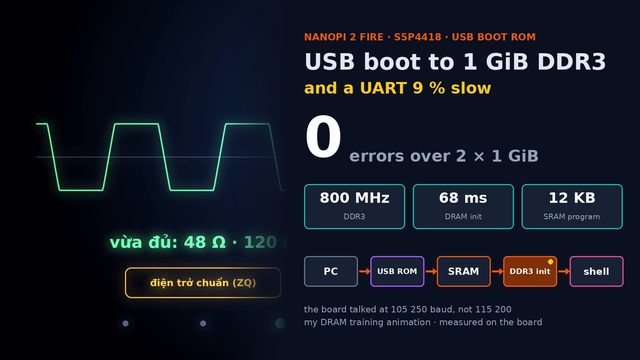 NANOPI 2 FIRE · S5P4418 · USB BOOT ROM
USB boot to 1 GiB DDR3
and a UART 9 % slow
0 errors over 2 × 1 GiB
800 MHz
DDR3
68 ms
DRAM init
12 KB
SRAM program
vừa đủ: 48 Ω · 120
điện trở chuẩn (ZQ)
PC
USB ROM
SRAM
DDR3 init
shell
the board talked at 105 250 baud, not 115 200
my DRAM training animation · measured on the board